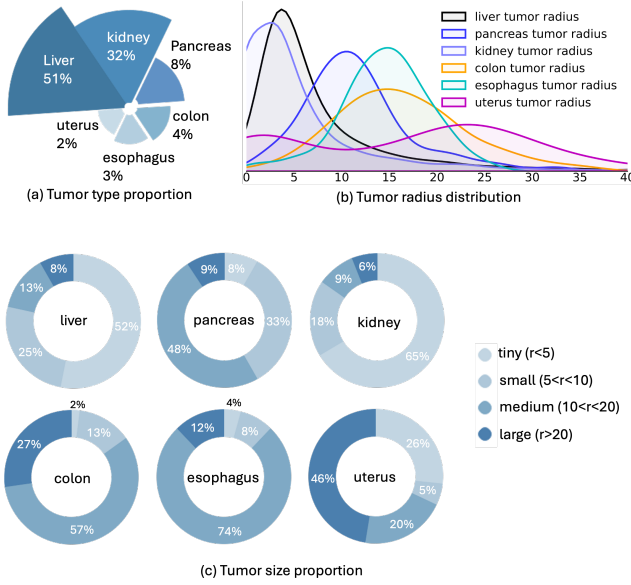 Liver
51%
kidney
32%
Pancreas
8%
colon
4%
esophagus
3%
uterus
2%
(a) Tumor type proportion
liver tumor radius
pancreas tumor radius
kidney tumor radius
colon tumor radius
esophagus tumor radius
uterus tumor radius
0 5 10 15 20 25 30 35 40
(b) Tumor radius distribution
liver
8%
13%
25%
52%
pancreas
9%
8%
33%
48%
kidney
6%
9%
18%
65%
colon
2%
13%
27%
57%
esophagus
4%
8%
12%
74%
uterus
26%
5%
20%
46%
tiny (r<5)
small (5<r<10)
medium (10<r<20)
large (r>20)
(c) Tumor size proportion